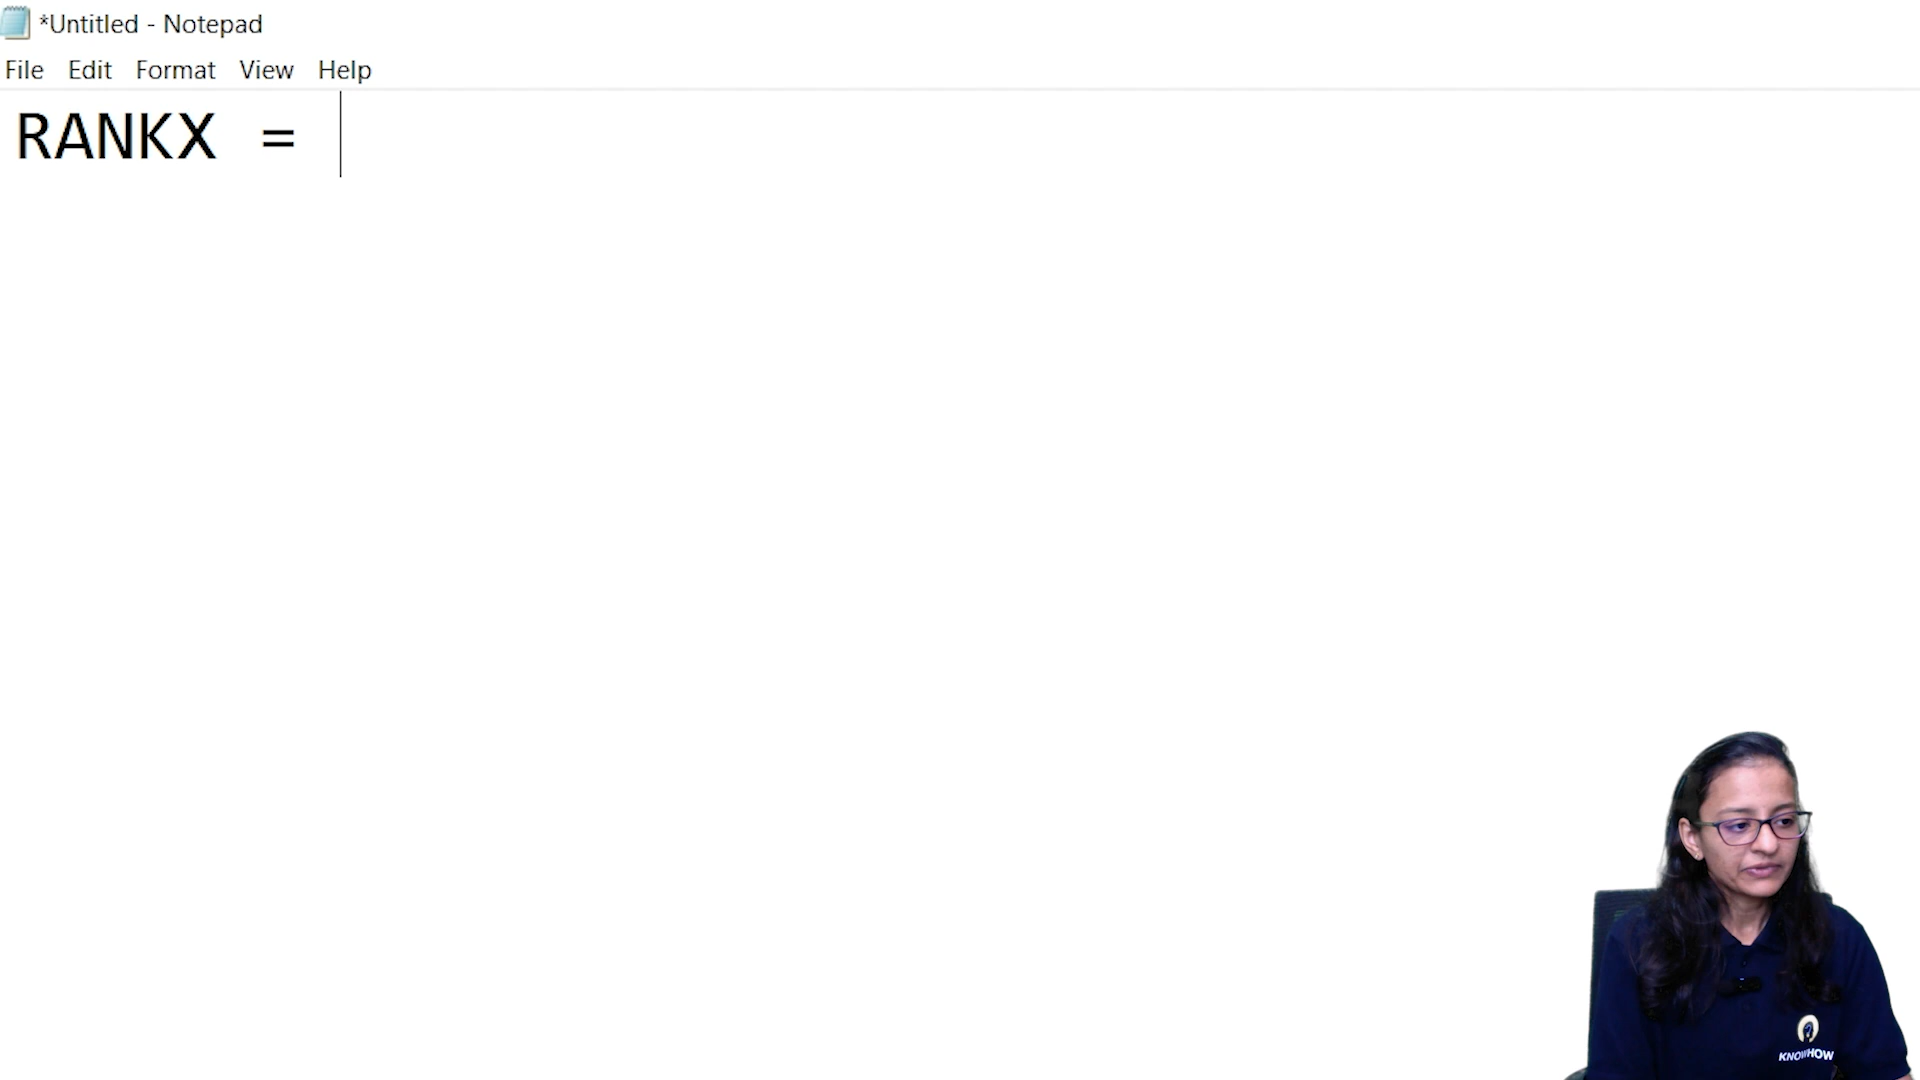 *Untitled - Notepad
File Edit Format View Help
RANKX =
KNOWHOW